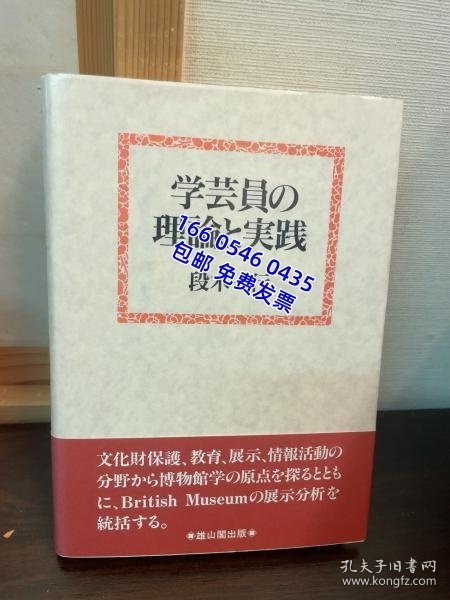 学芸員の
理論と実践
166 0546 0435
包邮 免费发票
段木
文化財保護、教育、展示、情報活動の
分野から博物館学の原点を探るととも
に、British Museumの展示分析を
統括する。
雄山閣出版
孔夫子旧书网
www.kongfz.com